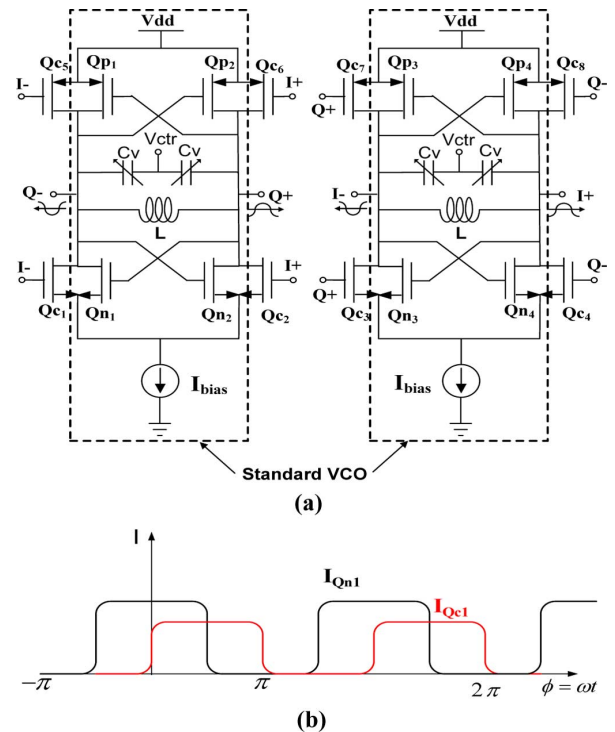 Vdd Vdd
Qc5 Qp1 Qp2 Qc6 Qc7 Qp3 Qp4 Qc8
I- I+ Q+ Q-
Vctr Vctr
Cv Cv Cv Cv
Q- Q+ I- I+
L L
I- I+ Q+ Q-
Qc1 Qn1 Qn2 Qc2 Qc3 Qn3 Qn4 Qc4
Ibias Ibias
Standard VCO
(a)
I
IQn1
IQc1
−π π 2π ϕ = ωt
(b)